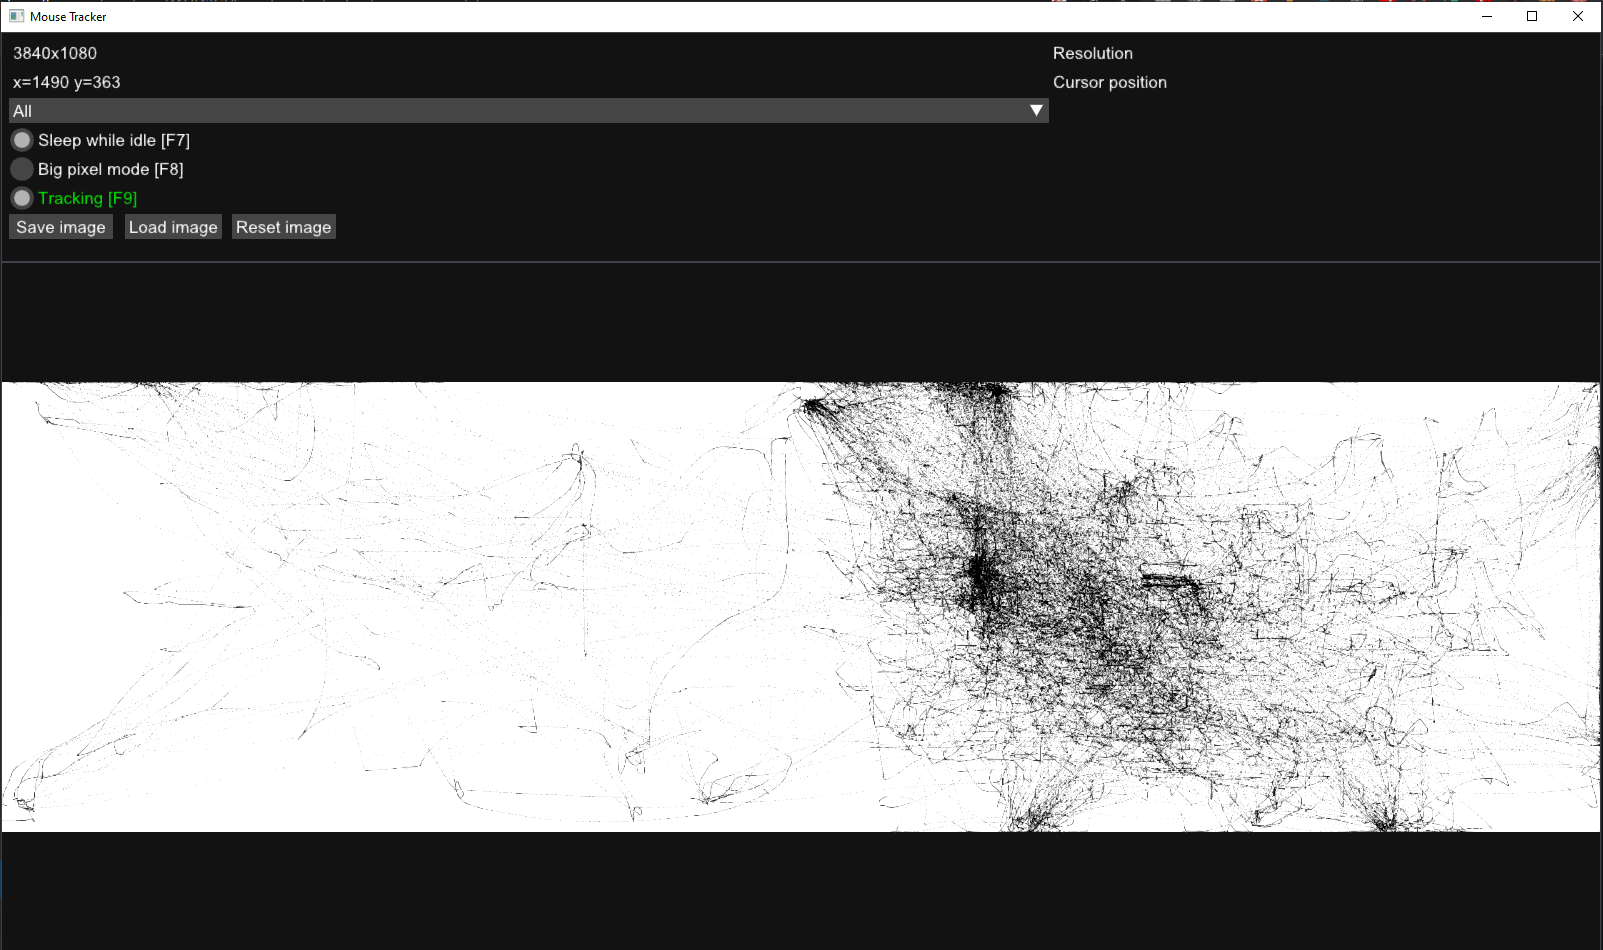 Mouse Tracker
3840x1080 Resolution
x=1490 y=363 Cursor position
All
Sleep while idle [F7]
Big pixel mode [F8]
Tracking [F9]
Save image Load image Reset image